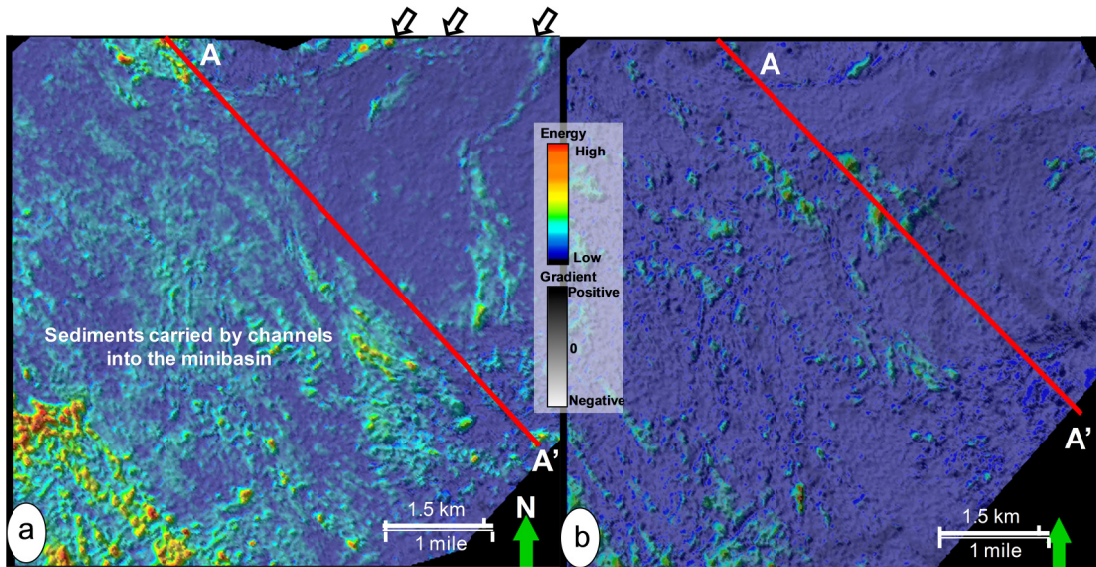 A
A
Energy
High
Low
Gradient
Positive
0
Negative
Sediments carried by channels
into the minibasin
A’
A’
N
1.5 km
1 mile
1.5 km
1 mile
a
b